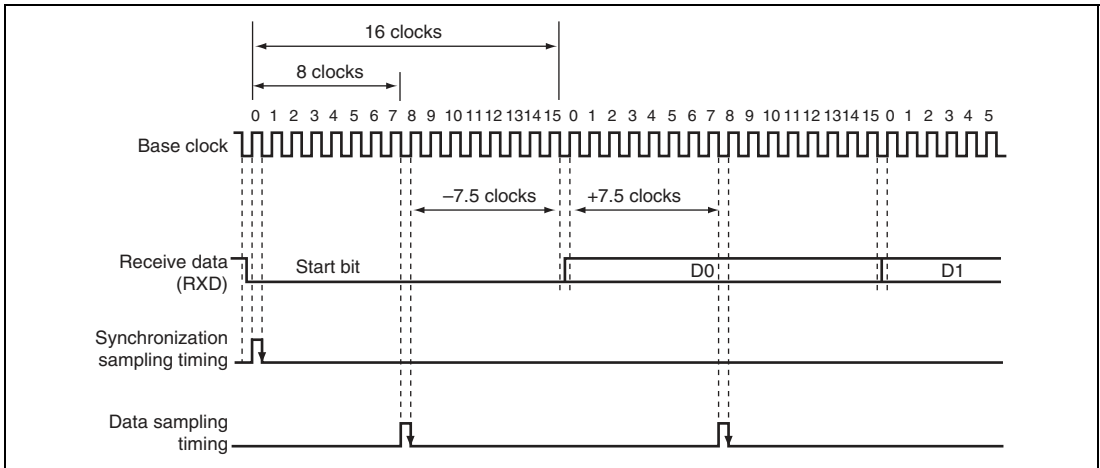 16 clocks
8 clocks
0 1 2 3 4 5 6 7 8 9 10 11 12 13 14 15 0 1 2 3 4 5 6 7 8 9 10 11 12 13 14 15 0 1 2 3 4 5
Base clock
–7.5 clocks +7.5 clocks
Receive data
(RXD)
Start bit D0 D1
Synchronization
sampling timing
Data sampling
timing